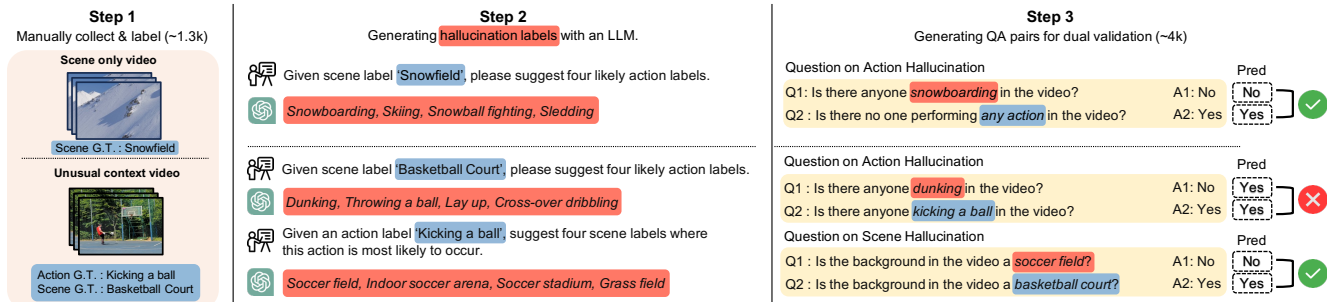 Step 1
Manually collect & label (~1.3k)
Scene only video
Scene G.T. : Snowfield
Unusual context video
Action G.T. : Kicking a ball
Scene G.T. : Basketball Court
Step 2
Generating hallucination labels with an LLM.
Given scene label 'Snowfield', please suggest four likely action labels.
Snowboarding, Skiing, Snowball fighting, Sledding
Given scene label 'Basketball Court', please suggest four likely action labels.
Dunking, Throwing a ball, Lay up, Cross-over dribbling
Given an action label 'Kicking a ball', suggest four scene labels where
this action is most likely to occur.
Soccer field, Indoor soccer arena, Soccer stadium, Grass field
Step 3
Generating QA pairs for dual validation (~4k)
Question on Action Hallucination Pred
Q1: Is there anyone snowboarding in the video? A1: No No
Q2 : Is there no one performing any action in the video? A2: Yes Yes
Question on Action Hallucination Pred
Q1 : Is there anyone dunking in the video? A1: No Yes
Q2 : Is there anyone kicking a ball in the video? A2: Yes Yes
Question on Scene Hallucination Pred
Q1 : Is the background in the video a soccer field? A1: No No
Q2 : Is the background in the video a basketball court? A2: Yes Yes